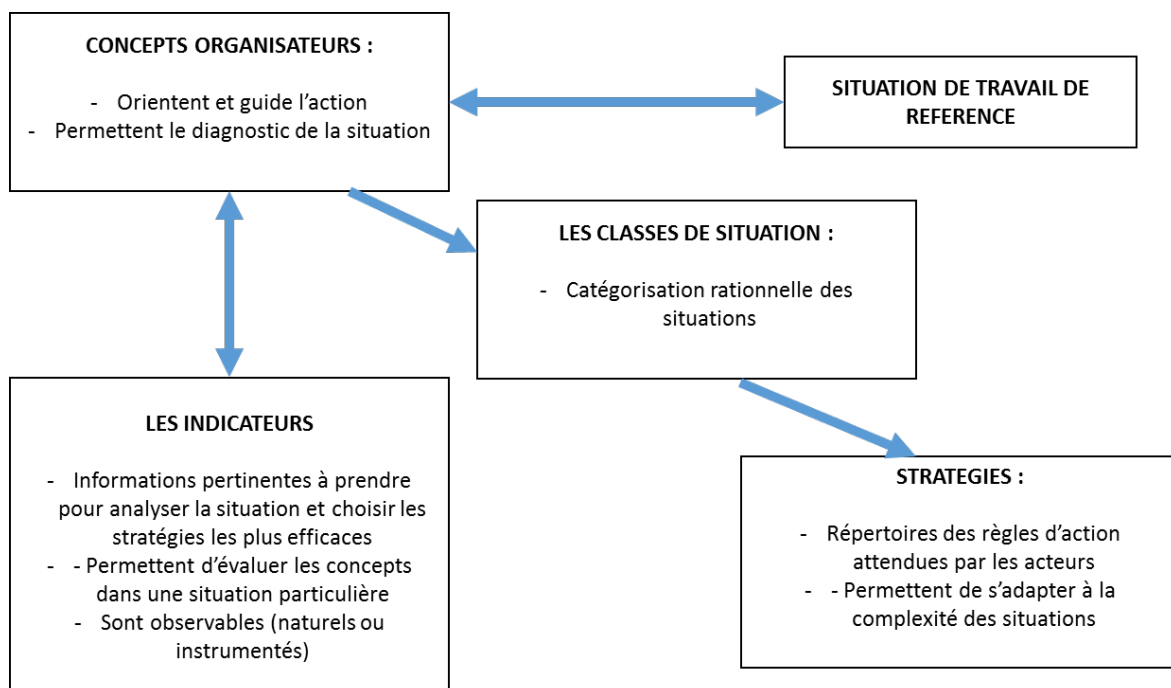 CONCEPTS ORGANISATEURS :
- Orientent et guide l’action
- Permettent le diagnostic de la situation
SITUATION DE TRAVAIL DE
REFERENCE
LES CLASSES DE SITUATION :
- Catégorisation rationnelle des
situations
LES INDICATEURS
- Informations pertinentes à prendre
pour analyser la situation et choisir les
stratégies les plus efficaces
- - Permettent d’évaluer les concepts
dans une situation particulière
- Sont observables (naturels ou
instrumentés)
STRATEGIES :
- Répertoires des règles d’action
attendues par les acteurs
- - Permettent de s’adapter à la
complexité des situations